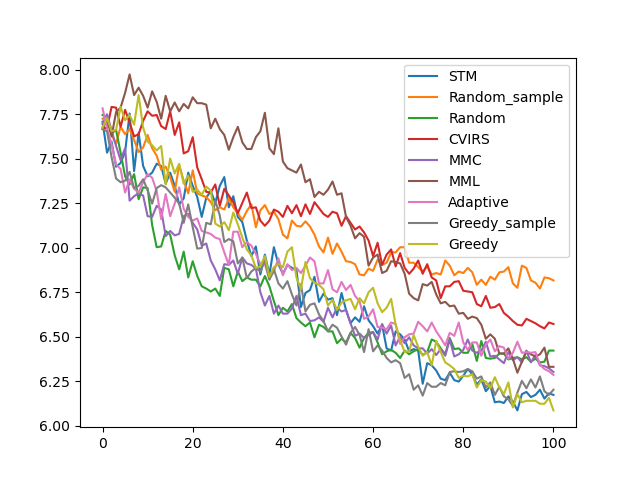 8.00
7.75
7.50
7.25
7.00
6.75
6.50
6.25
6.00
0 20 40 60 80 100
STM
Random_sample
Random
CVIRS
MMC
MML
Adaptive
Greedy_sample
Greedy